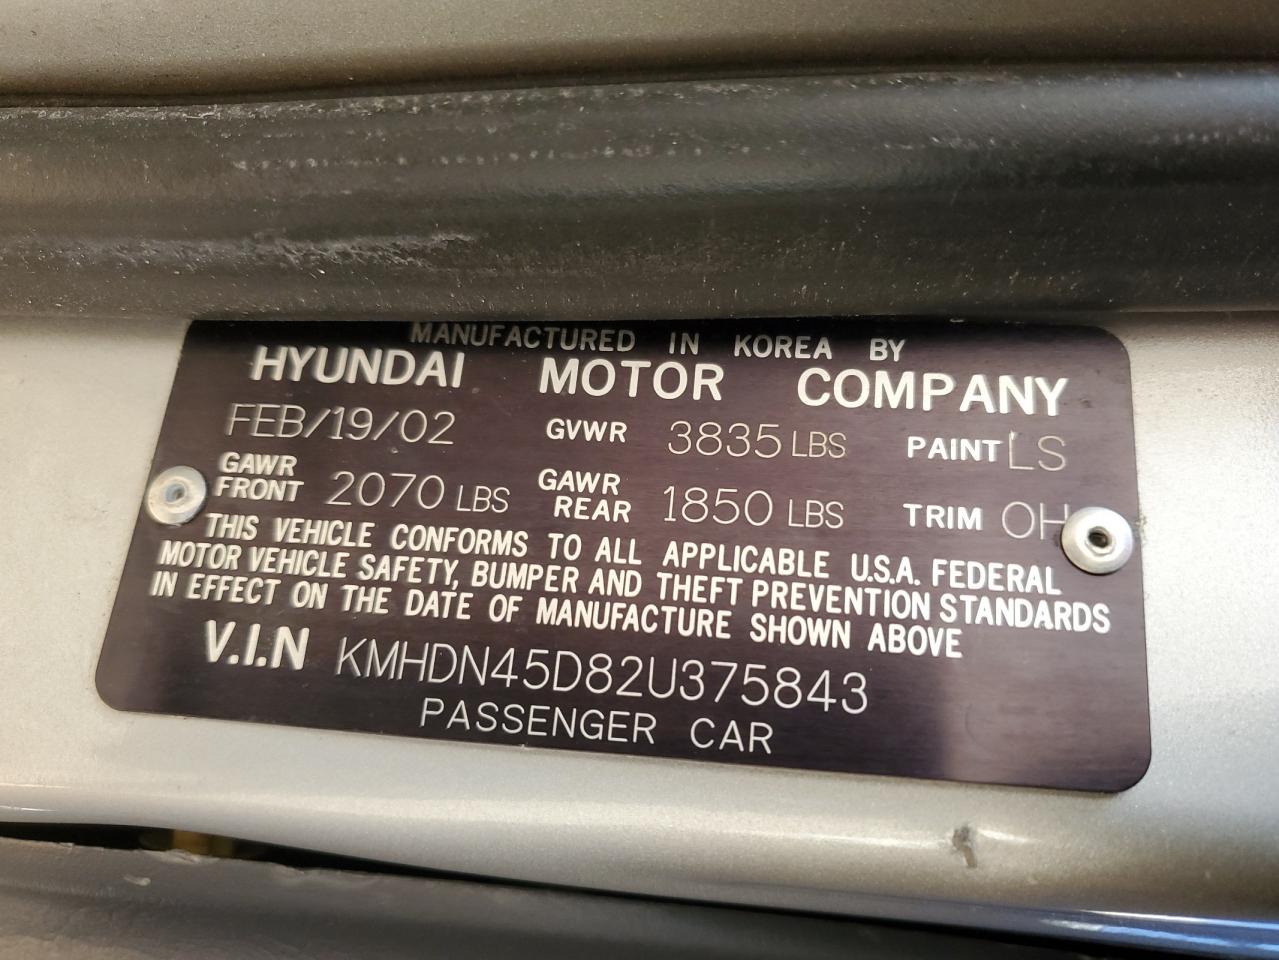 MANUFACTURED IN KOREA BY
HYUNDAI MOTOR COMPANY
FEB/19/02 GVWR 3835 LBS PAINT LS
GAWR FRONT 2070 LBS GAWR REAR 1850 LBS TRIM OH
THIS VEHICLE CONFORMS TO ALL APPLICABLE U.S.A. FEDERAL
MOTOR VEHICLE SAFETY, BUMPER AND THEFT PREVENTION STANDARDS
IN EFFECT ON THE DATE OF MANUFACTURE SHOWN ABOVE
V.I.N KMHDN45D82U375843
PASSENGER CAR